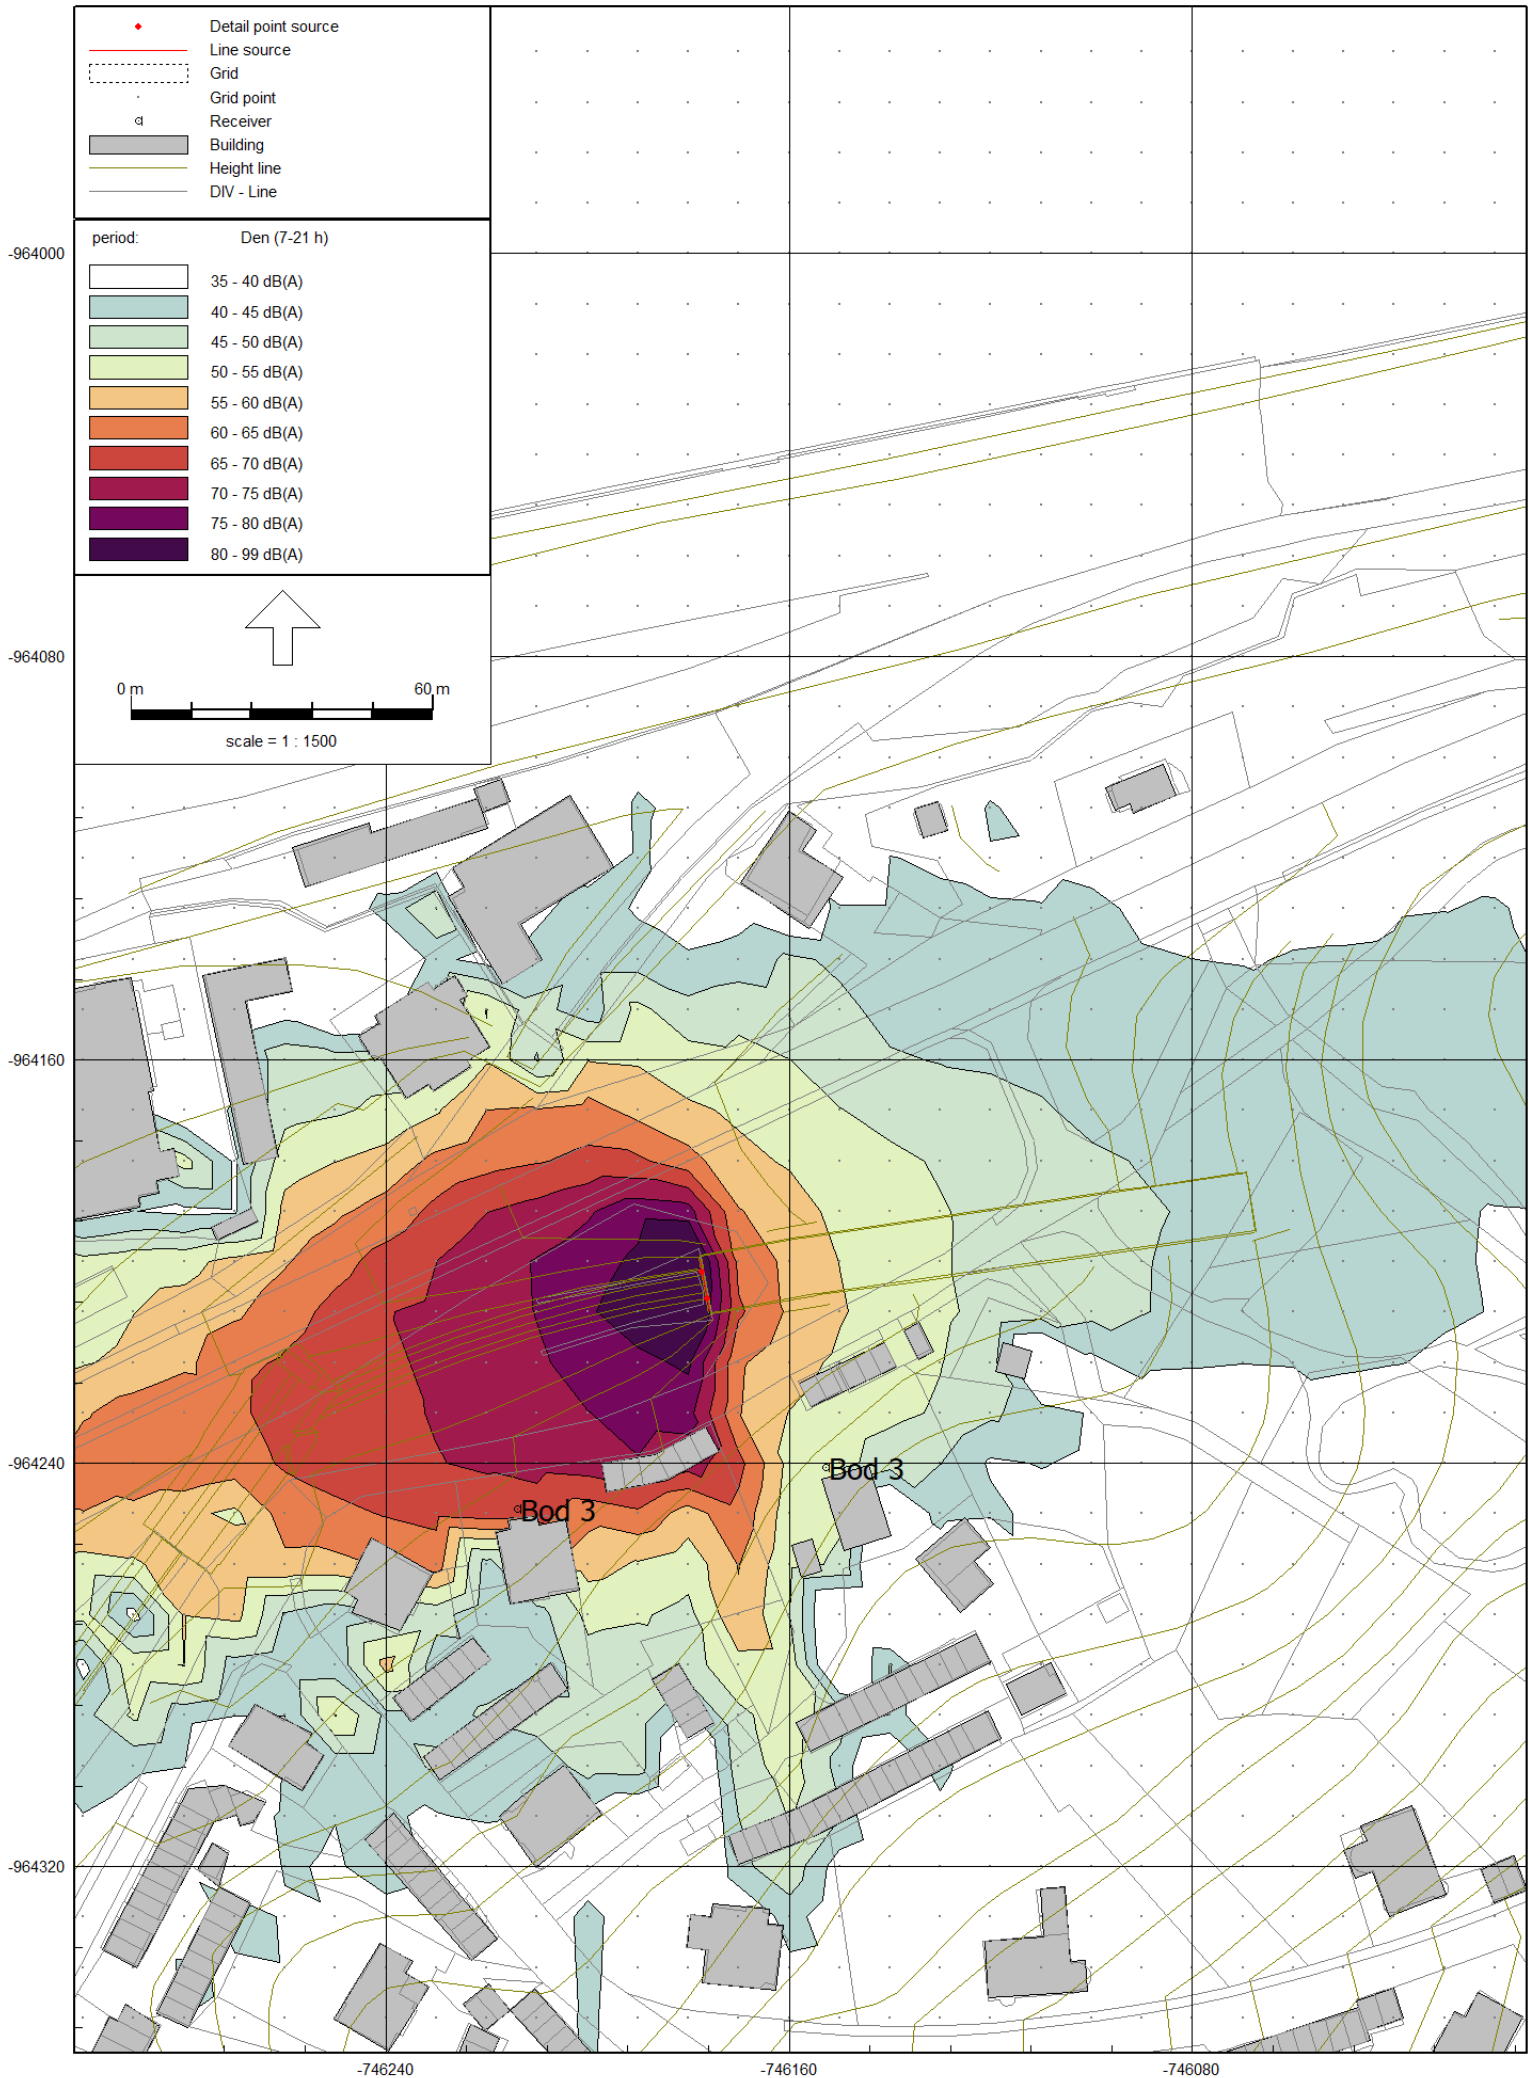 Detail point source
Line source
Grid
Grid point
Receiver
Building
Height line
DIV - Line
period: Den (7-21 h)
35 - 40 dB(A)
40 - 45 dB(A)
45 - 50 dB(A)
50 - 55 dB(A)
55 - 60 dB(A)
60 - 65 dB(A)
65 - 70 dB(A)
70 - 75 dB(A)
75 - 80 dB(A)
80 - 99 dB(A)
0 m 60 m
scale = 1 : 1500
-964000
-964080
-964160
-964240
-964320
Bod 3
Bod 3
-746240 -746160 -746080